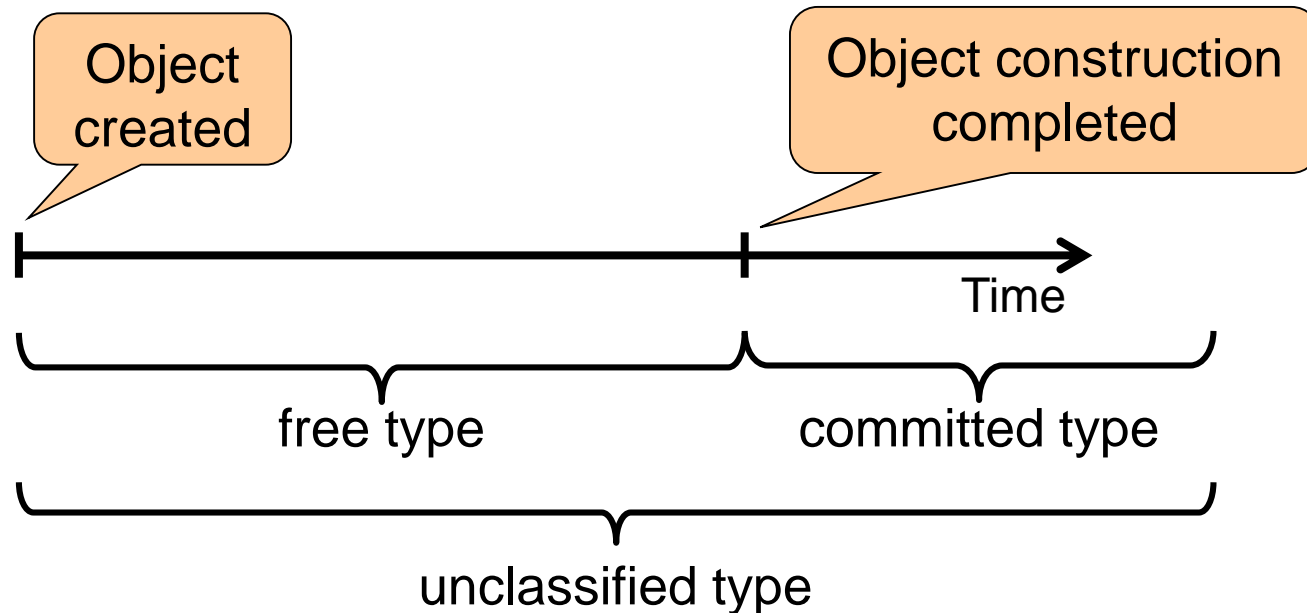 Object
created
Object construction
completed
Time
free type
committed type
unclassified type